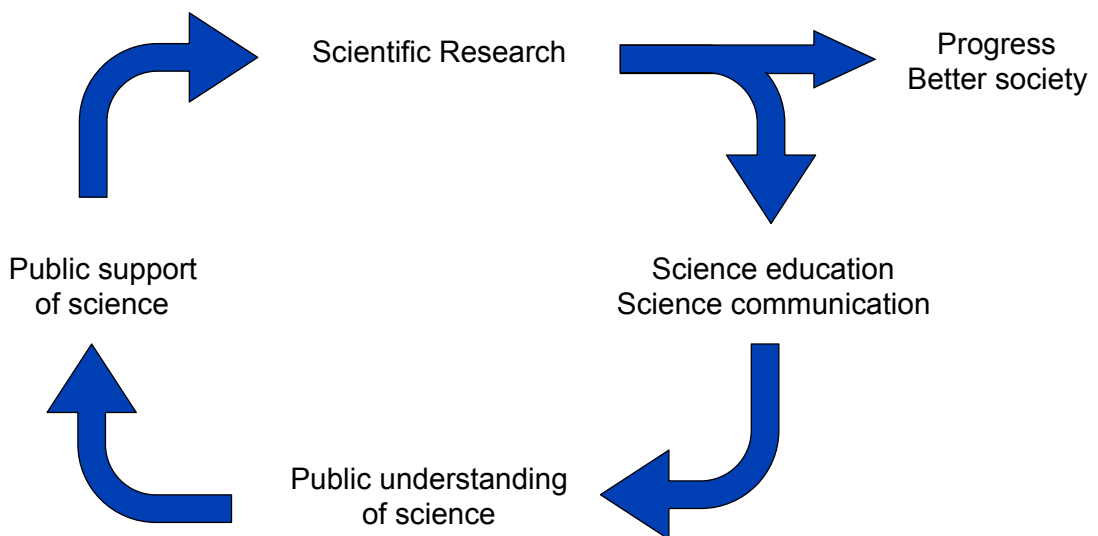 Scientific Research
Progress
Better society
Public support
of science
Science education
Science communication
Public understanding
of science